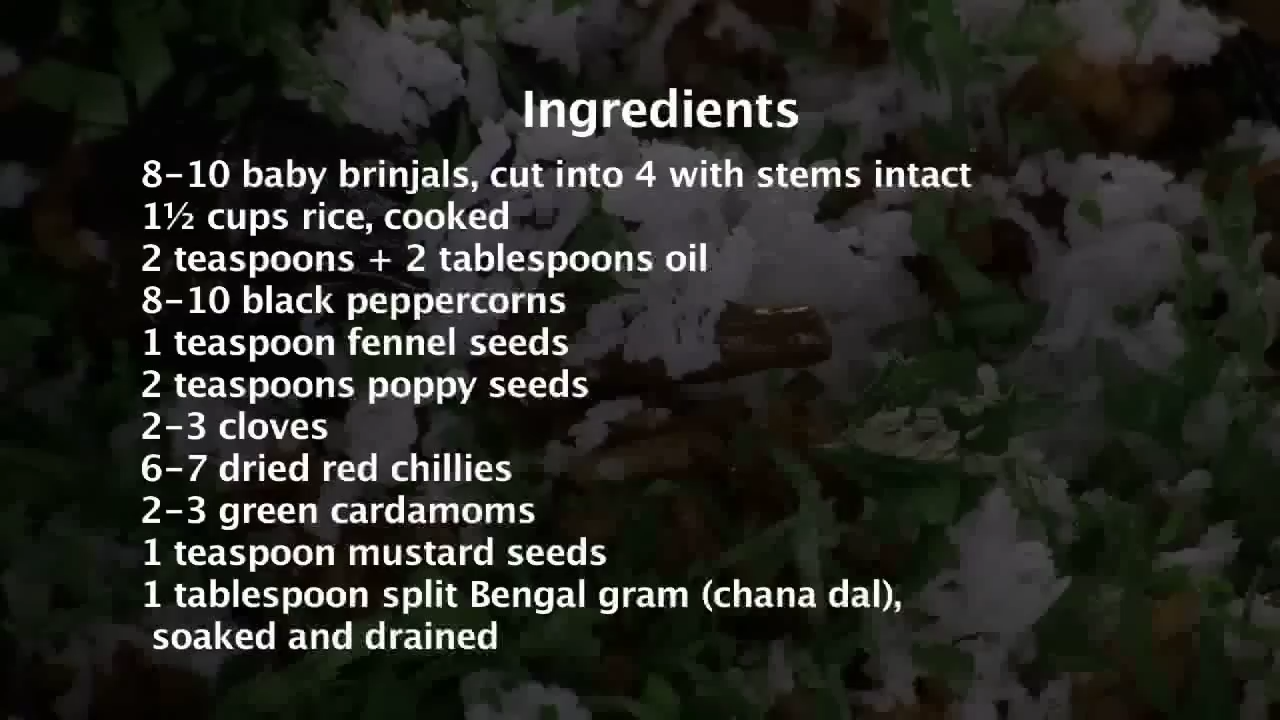 Ingredients
8-10 baby brinjals, cut into 4 with stems intact
1½ cups rice, cooked
2 teaspoons + 2 tablespoons oil
8-10 black peppercorns
1 teaspoon fennel seeds
2 teaspoons poppy seeds
2-3 cloves
6-7 dried red chillies
2-3 green cardamoms
1 teaspoon mustard seeds
1 tablespoon split Bengal gram (chana dal),
soaked and drained